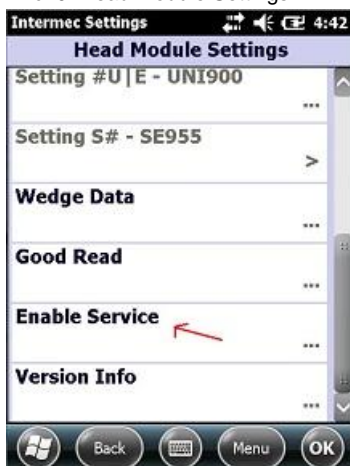 Intermec Settings 4:42
Head Module Settings
Setting #U|E - UNI900
...
Setting S# - SE955
>
Wedge Data
...
Good Read
...
Enable Service
...
Version Info
...
Back Menu OK